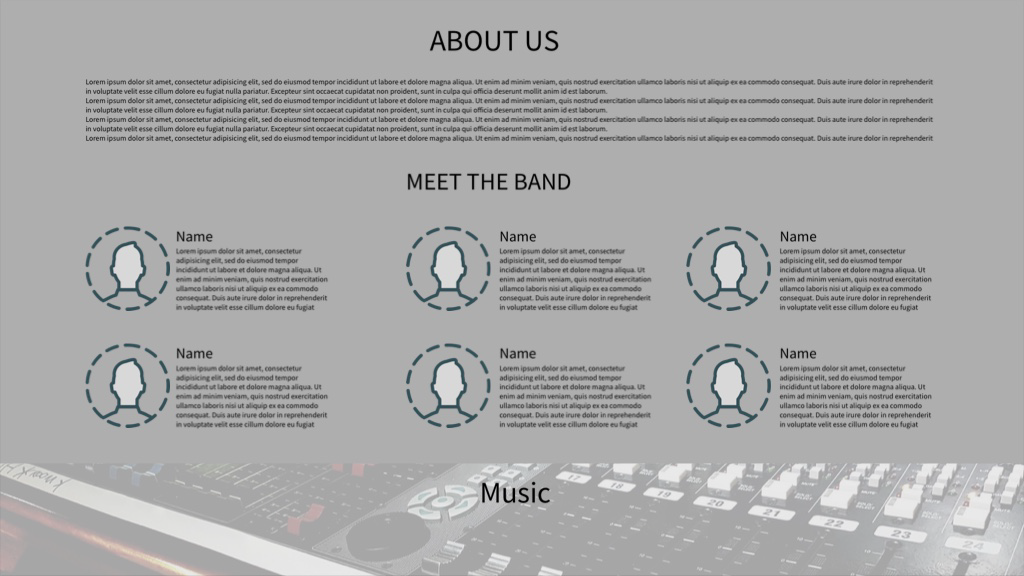 ABOUT US
Lorem ipsum dolor sit amet, consectetur adipisicing elit, sed do eiusmod tempor incididunt ut labore et dolore magna aliqua. Ut enim ad minim veniam, quis nostrud exercitation ullamco laboris nisi ut aliquip ex ea commodo consequat. Duis aute irure dolor in reprehenderit
in voluptate velit esse cillum dolore eu fugiat nulla pariatur. Excepteur sint occaecat cupidatat non proident, sunt in culpa qui officia deserunt mollit anim id est laborum.
Lorem ipsum dolor sit amet, consectetur adipisicing elit, sed do eiusmod tempor incididunt ut labore et dolore magna aliqua. Ut enim ad minim veniam, quis nostrud exercitation ullamco laboris nisi ut aliquip ex ea commodo consequat. Duis aute irure dolor in reprehenderit
in voluptate velit esse cillum dolore eu fugiat nulla pariatur. Excepteur sint occaecat cupidatat non proident, sunt in culpa qui officia deserunt mollit anim id est laborum.
Lorem ipsum dolor sit amet, consectetur adipisicing elit, sed do eiusmod tempor incididunt ut labore et dolore magna aliqua. Ut enim ad minim veniam, quis nostrud exercitation ullamco laboris nisi ut aliquip ex ea commodo consequat. Duis aute irure dolor in reprehenderit
in voluptate velit esse cillum dolore eu fugiat nulla pariatur. Excepteur sint occaecat cupidatat non proident, sunt in culpa qui officia deserunt mollit anim id est laborum.
Lorem ipsum dolor sit amet, consectetur adipisicing elit, sed do eiusmod tempor incididunt ut labore et dolore magna aliqua. Ut enim ad minim veniam, quis nostrud exercitation ullamco laboris nisi ut aliquip ex ea commodo consequat. Duis aute irure dolor in reprehenderit
MEET THE BAND
Name
Lorem ipsum dolor sit amet, consectetur
adipisicing elit, sed do eiusmod tempor
incididunt ut labore et dolore magna aliqua. Ut
enim ad minim veniam, quis nostrud exercitation
ullamco laboris nisi ut aliquip ex ea commodo
consequat. Duis aute irure dolor in reprehenderit
in voluptate velit esse cillum dolore eu fugiat
Name
Lorem ipsum dolor sit amet, consectetur
adipisicing elit, sed do eiusmod tempor
incididunt ut labore et dolore magna aliqua. Ut
enim ad minim veniam, quis nostrud exercitation
ullamco laboris nisi ut aliquip ex ea commodo
consequat. Duis aute irure dolor in reprehenderit
in voluptate velit esse cillum dolore eu fugiat
Name
Lorem ipsum dolor sit amet, consectetur
adipisicing elit, sed do eiusmod tempor
incididunt ut labore et dolore magna aliqua. Ut
enim ad minim veniam, quis nostrud exercitation
ullamco laboris nisi ut aliquip ex ea commodo
consequat. Duis aute irure dolor in reprehenderit
in voluptate velit esse cillum dolore eu fugiat
Name
Lorem ipsum dolor sit amet, consectetur
adipisicing elit, sed do eiusmod tempor
incididunt ut labore et dolore magna aliqua. Ut
enim ad minim veniam, quis nostrud exercitation
ullamco laboris nisi ut aliquip ex ea commodo
consequat. Duis aute irure dolor in reprehenderit
in voluptate velit esse cillum dolore eu fugiat
Name
Lorem ipsum dolor sit amet, consectetur
adipisicing elit, sed do eiusmod tempor
incididunt ut labore et dolore magna aliqua. Ut
enim ad minim veniam, quis nostrud exercitation
ullamco laboris nisi ut aliquip ex ea commodo
consequat. Duis aute irure dolor in reprehenderit
in voluptate velit esse cillum dolore eu fugiat
Name
Lorem ipsum dolor sit amet, consectetur
adipisicing elit, sed do eiusmod tempor
incididunt ut labore et dolore magna aliqua. Ut
enim ad minim veniam, quis nostrud exercitation
ullamco laboris nisi ut aliquip ex ea commodo
consequat. Duis aute irure dolor in reprehenderit
in voluptate velit esse cillum dolore eu fugiat
Music
17 18 19 20 21 22 23